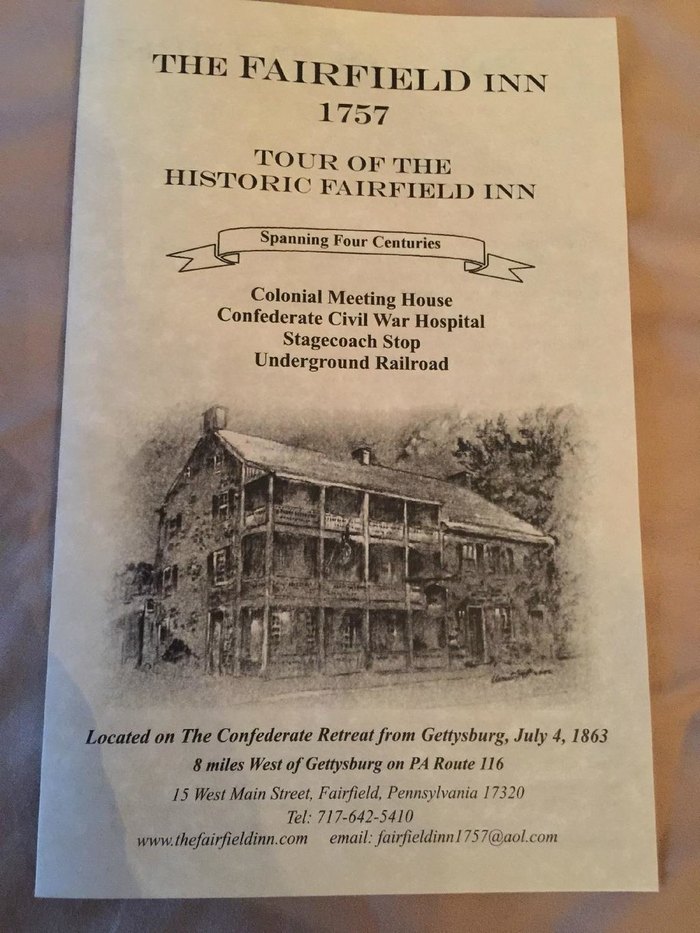 THE FAIRFIELD INN
1757
TOUR OF THE
HISTORIC FAIRFIELD INN
Spanning Four Centuries
Colonial Meeting House
Confederate Civil War Hospital
Stagecoach Stop
Underground Railroad
Located on The Confederate Retreat from Gettysburg, July 4, 1863
8 miles West of Gettysburg on PA Route 116
15 West Main Street, Fairfield, Pennsylvania 17320
Tel: 717-642-5410
www.thefairfieldinn.com email: fairfieldinn1757@aol.com